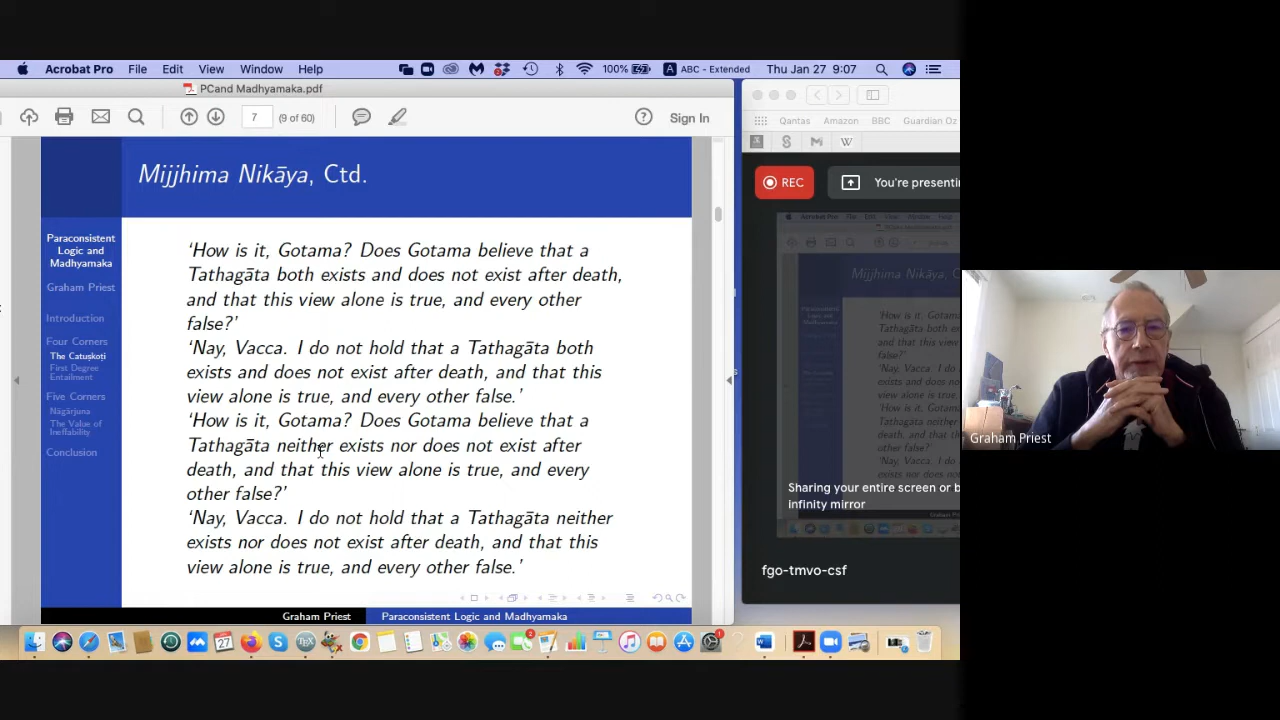 Acrobat Pro File Edit View Window Help 100% A ABC - Extended Thu Jan 27 9:07
PCand Madhyamaka.pdf
7 (9 of 60) Sign In
Qantas Amazon BBC Guardian Oz
Mijjhima Nikāya, Ctd.
REC You're presenting
Paraconsistent
Logic and
Madhyamaka
Graham Priest
Introduction
Four Corners
The Catuṣkoṭi
First Degree
Entailment
Five Corners
Nāgārjuna
The Value of
Ineffability
Conclusion
‘How is it, Gotama? Does Gotama believe that a
Tathagāta both exists and does not exist after death,
and that this view alone is true, and every other
false?’
‘Nay, Vacca. I do not hold that a Tathagāta both
exists and does not exist after death, and that this
view alone is true, and every other false.’
‘How is it, Gotama? Does Gotama believe that a
Tathagāta neither exists nor does not exist after
death, and that this view alone is true, and every
other false?’
‘Nay, Vacca. I do not hold that a Tathagāta neither
exists nor does not exist after death, and that this
view alone is true, and every other false.’
Graham Priest Paraconsistent Logic and Madhyamaka
Sharing your entire screen or b
infinity mirror
fgo-tmvo-csf
Graham Priest
27